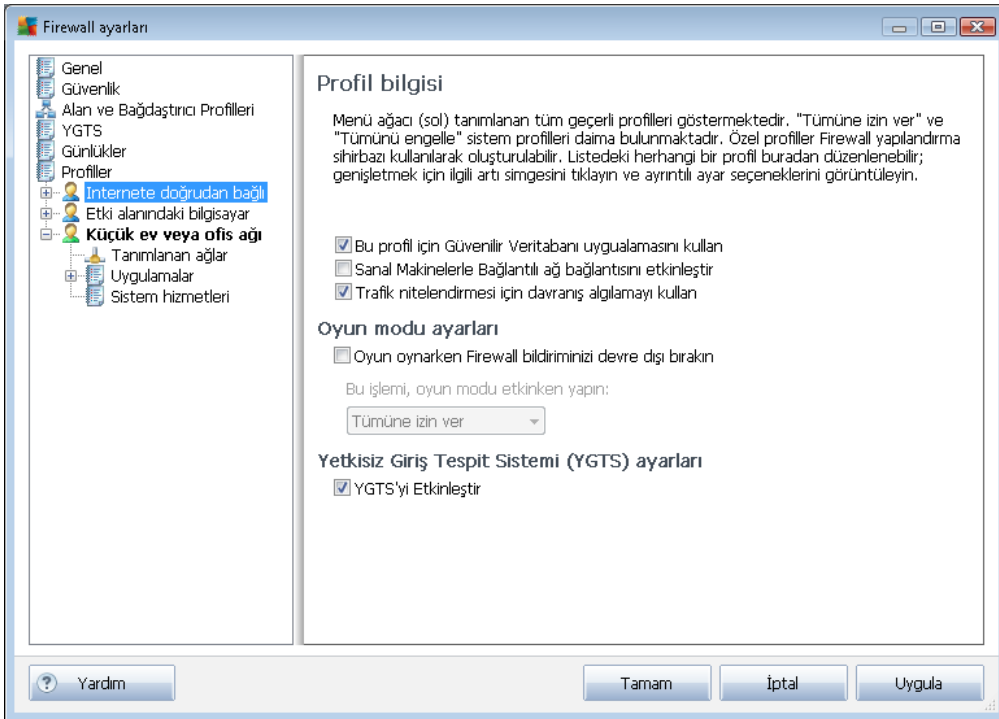 Firewall ayarları
Genel
Güvenlik
Alan ve Bağdaştırıcı Profilleri
YGTS
Günlükler
Profiller
Internete doğrudan bağlı
Etki alanındaki bilgisayar
Küçük ev veya ofis ağı
Tanımlanan ağlar
Uygulamalar
Sistem hizmetleri
Profil bilgisi
Menü ağacı (sol) tanımlanan tüm geçerli profilleri göstermektedir. "Tümüne izin ver" ve
"Tümünü engelle" sistem profilleri daima bulunmaktadır. Özel profiller Firewall yapılandırma
sihirbazı kullanılarak oluşturulabilir. Listedeki herhangi bir profil buradan düzenlenebilir;
genişletmek için ilgili artı simgesini tıklayın ve ayrıntılı ayar seçeneklerini görüntüleyin.
Bu profil için Güvenilir Veritabanı uygualamasını kullan
Sanal Makinelerle Bağlantılı ağ bağlantısını etkinleştir
Trafik nitelendirmesi için davranış algılamayı kullan
Oyun modu ayarları
Oyun oynarken Firewall bildiriminizi devre dışı bırakın
Bu işlemi, oyun modu etkinken yapın:
Tümüne izin ver
Yetkisiz Giriş Tespit Sistemi (YGTS) ayarları
YGTS'yi Etkinleştir
? Yardım
Tamam
İptal
Uygula